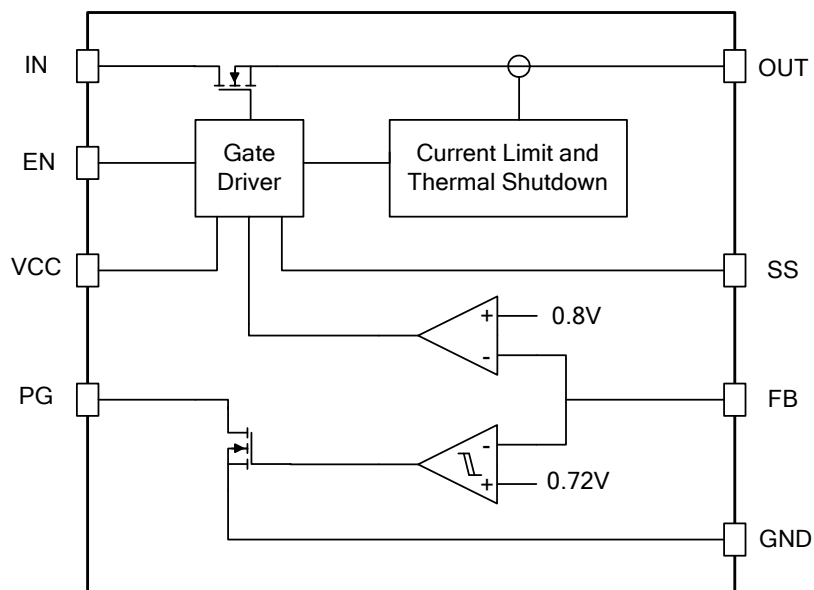 IN
OUT
EN
Gate
Driver
Current Limit and
Thermal Shutdown
VCC
SS
+
0.8V
-
PG
FB
-
+
0.72V
GND